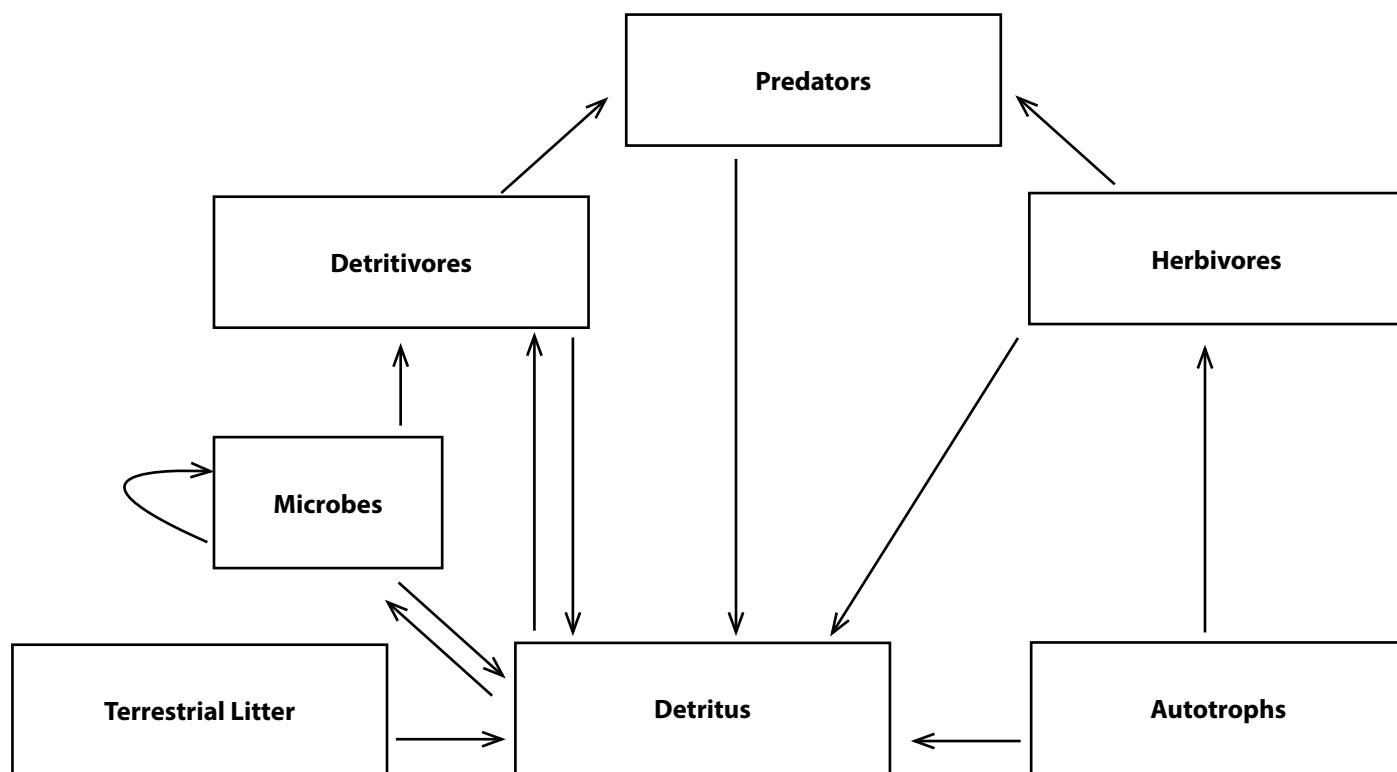 Predators
Detritivores
Herbivores
Microbes
Terrestrial Litter
Detritus
Autotrophs